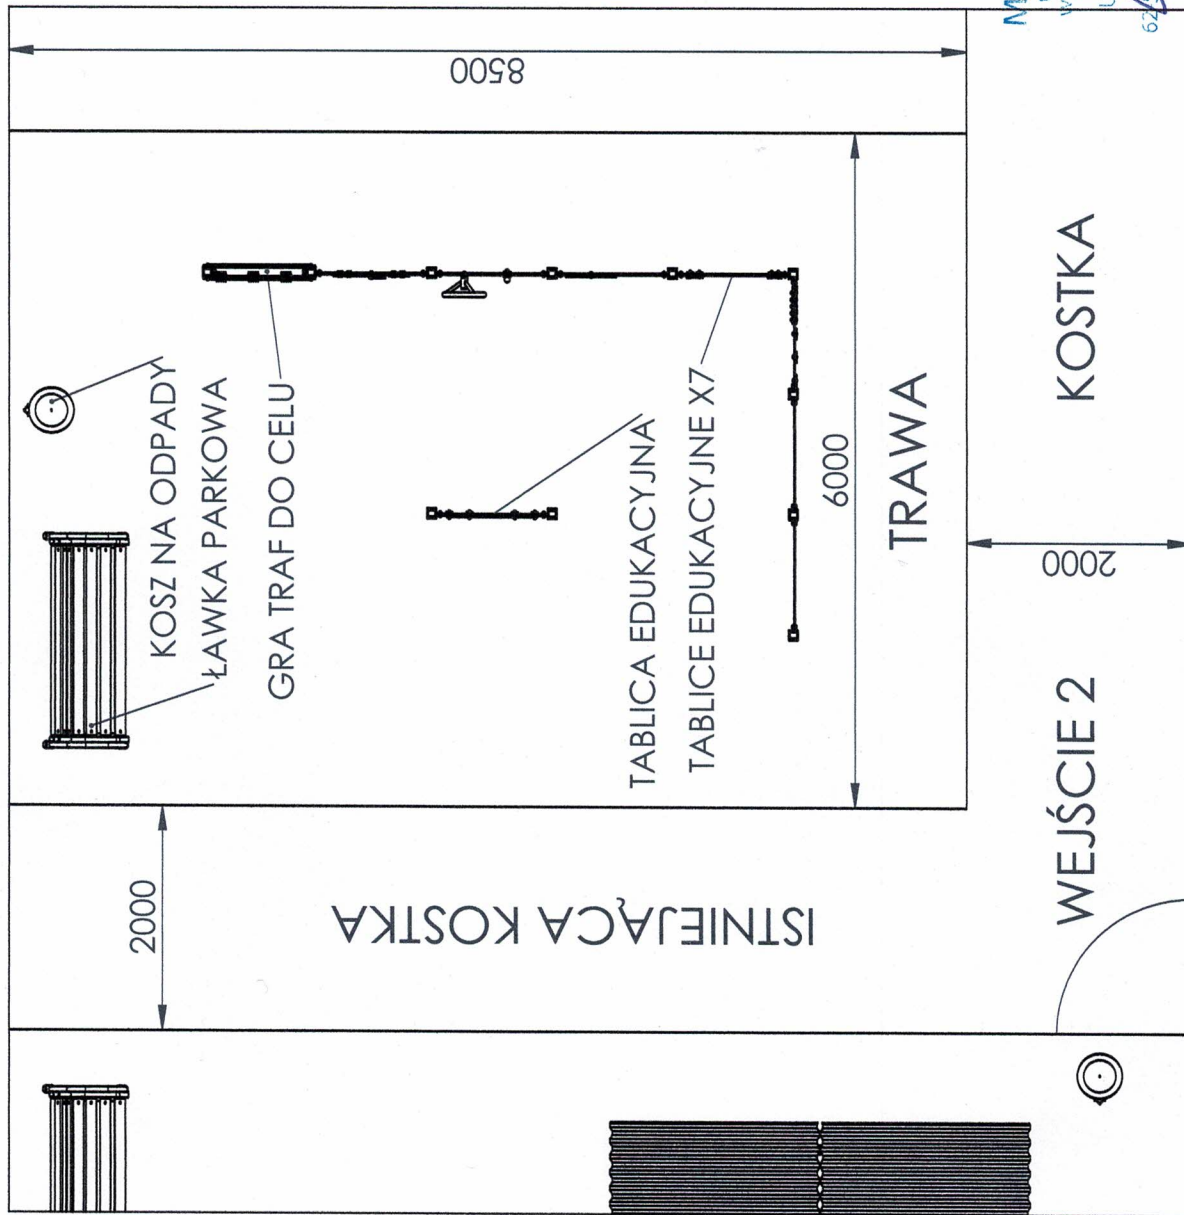 8500
KOSZ NA ODPADY
ŁAWKA PARKOWA
GRA TRAF DO CELU
TABLICA EDUKACYJNA
TABLICE EDUKACYJNE X7
6000
TRAWA
KOSTKA
2000
WEJŚCIE 2
2000
ISTNIEJĄCA KOSTKA